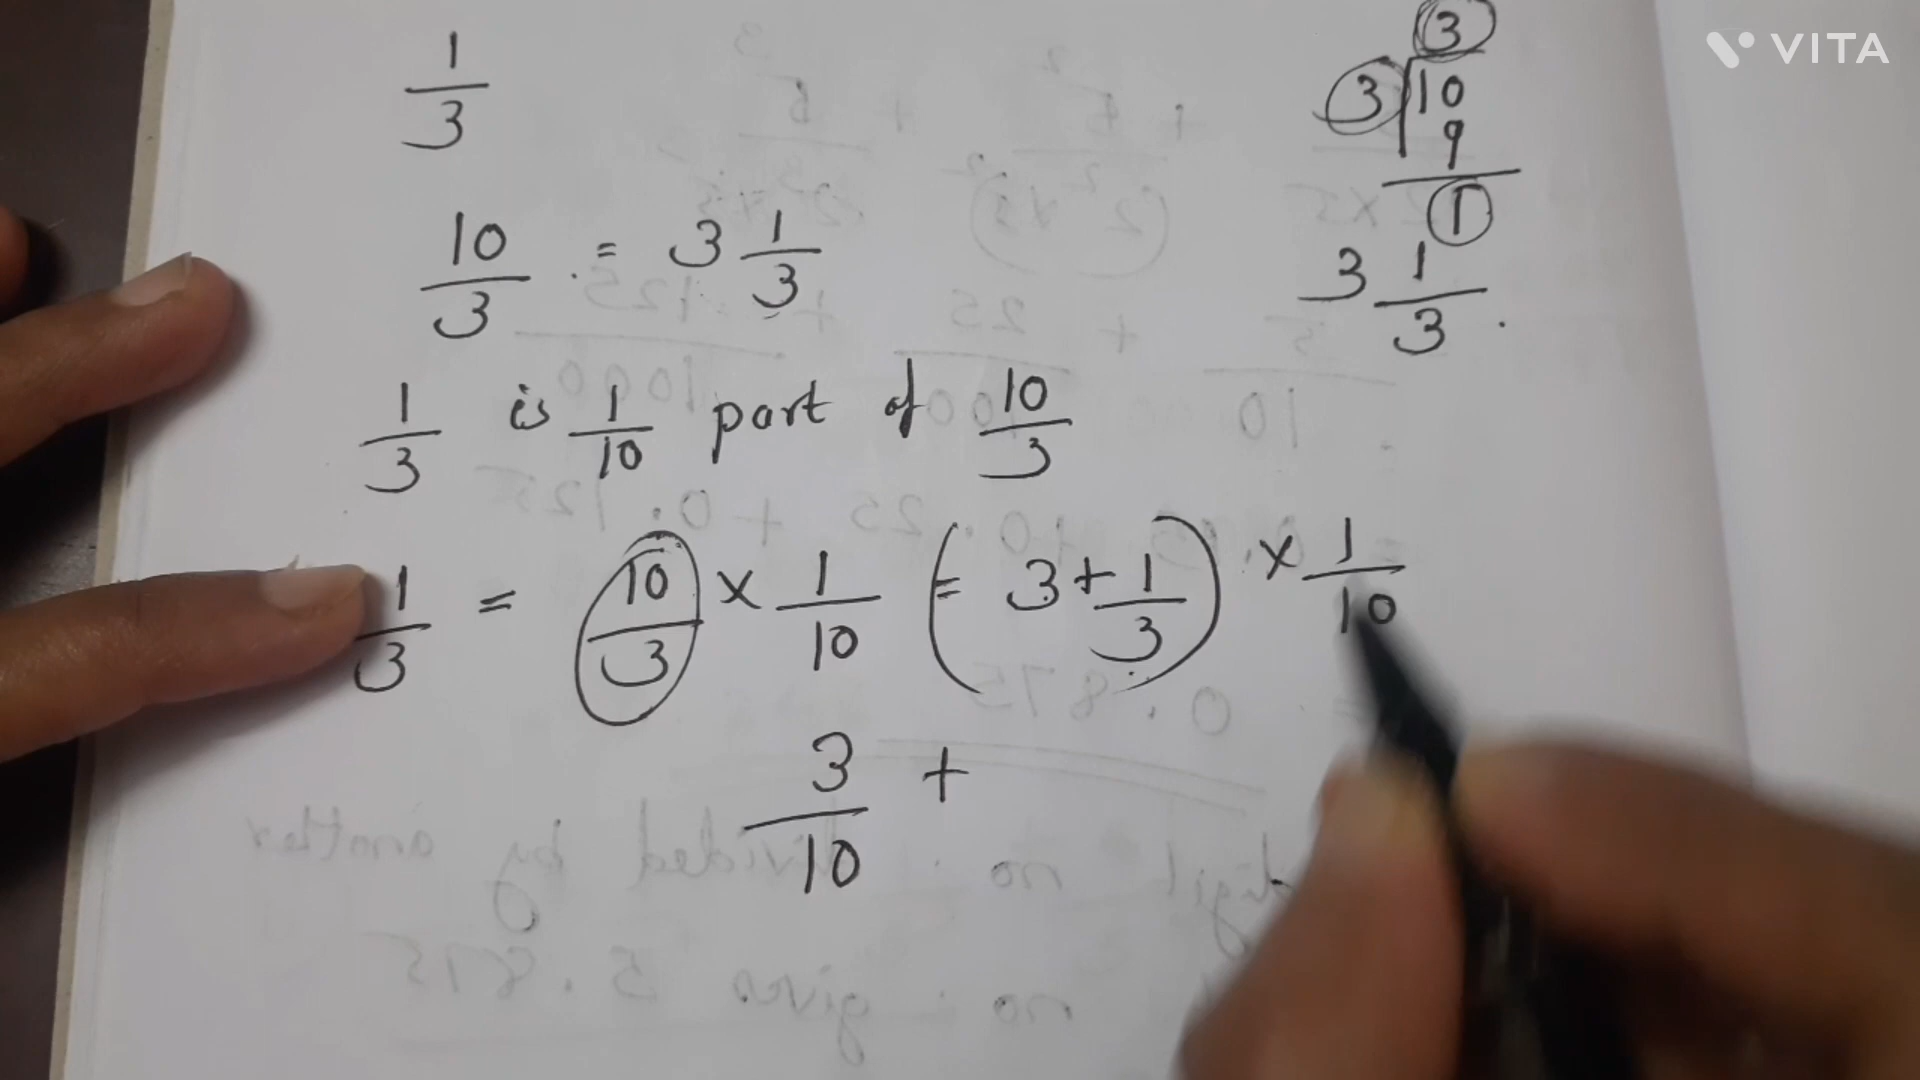 VITA
1/3
3
3 10
9
1
10/3 = 3 1/3
3 1/3
1/3 is 1/10 part of 10/3
1/3 = 10/3 × 1/10 (= 3 + 1/3) × 1/10
3/10 +